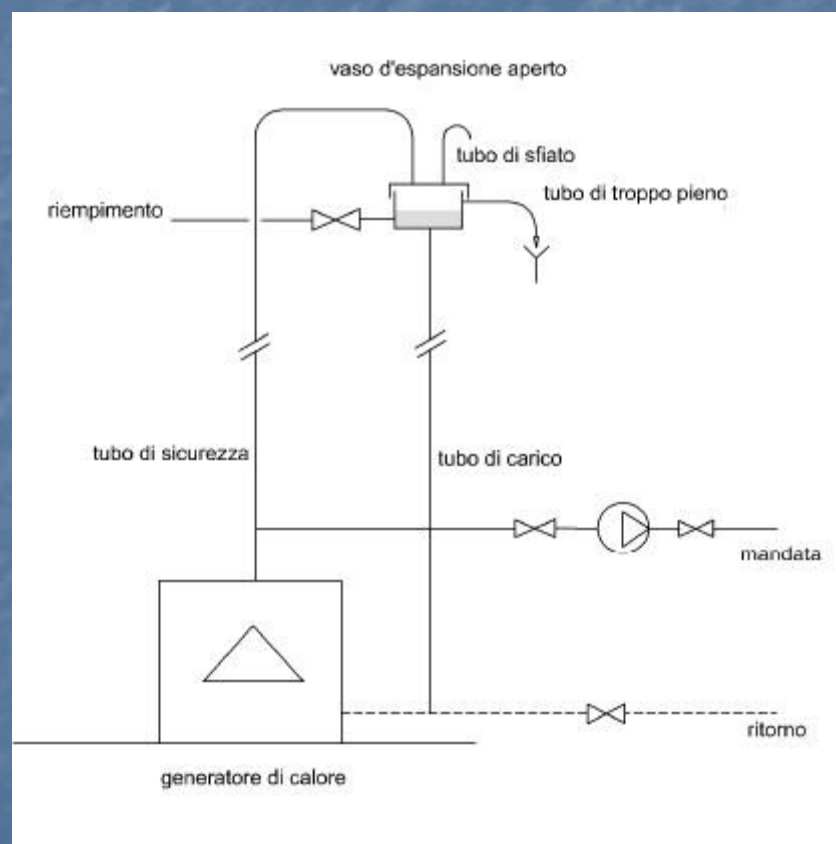 vaso d'espansione aperto
tubo di sfiato
tubo di troppo pieno
riempimento
tubo di sicurezza
tubo di carico
mandata
ritorno
generatore di calore